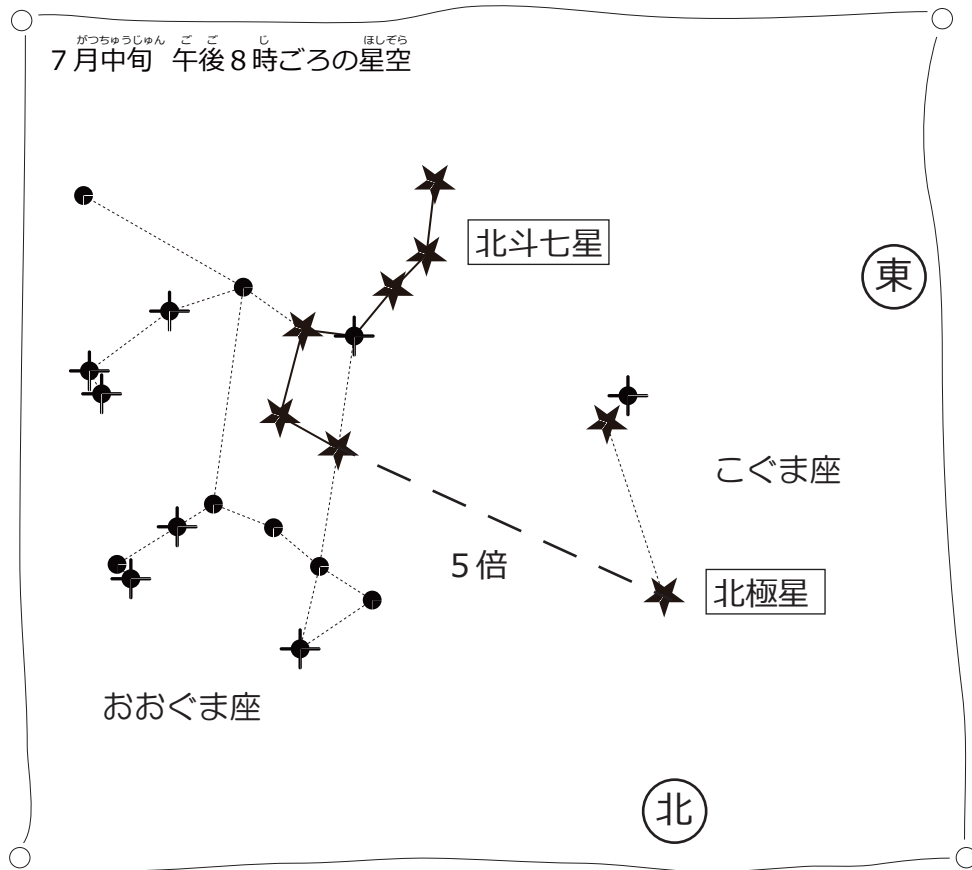 がつちゅうじゅん ごご じ ほしぞら
7月中旬 午後8時ごろの星空
北斗七星
東
こぐま座
5倍
北極星
おおぐま座
北